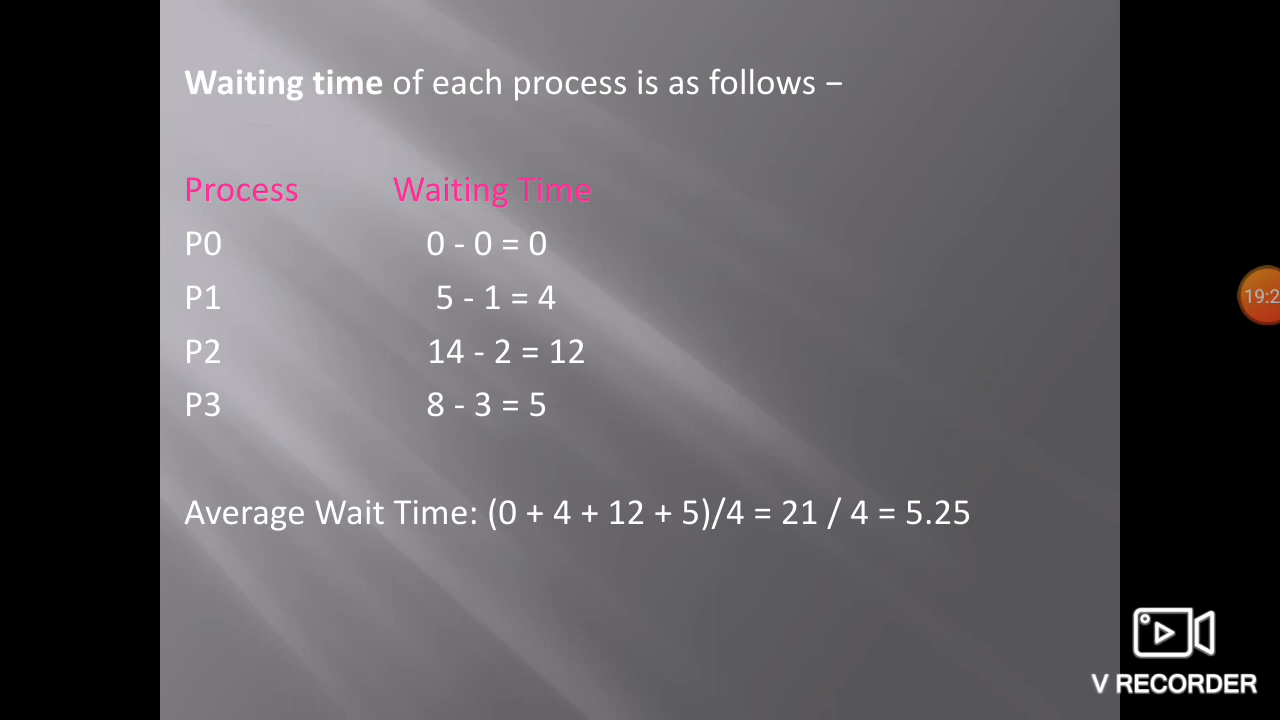 Waiting time of each process is as follows −
Process Waiting Time
P0 0 - 0 = 0
P1 5 - 1 = 4
P2 14 - 2 = 12
P3 8 - 3 = 5
19:2
Average Wait Time: (0 + 4 + 12 + 5)/4 = 21 / 4 = 5.25
V RECORDER